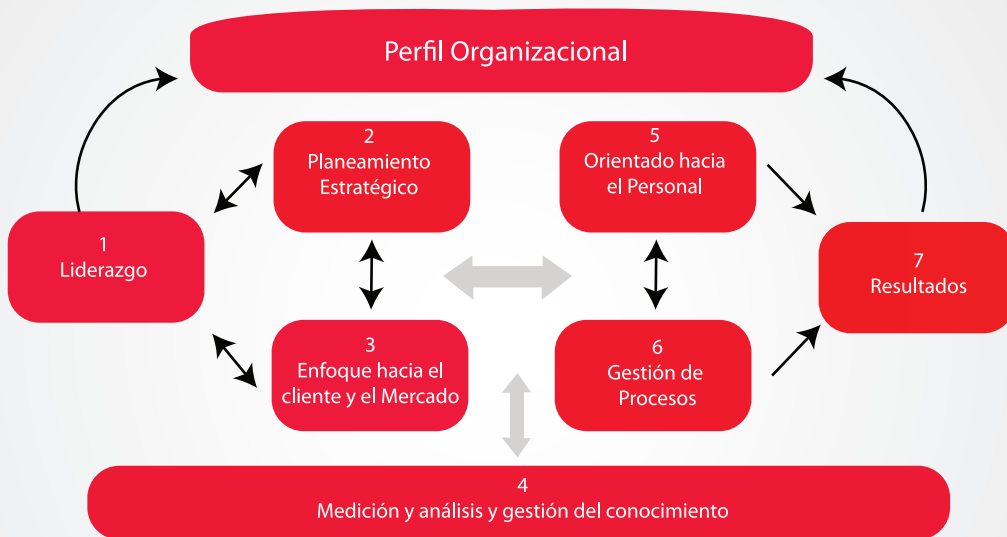 Perfil Organizacional
1
Liderazgo
2
Planeamiento
Estratégico
3
Enfoque hacia el
cliente y el Mercado
5
Orientado hacia
el Personal
6
Gestión de
Procesos
7
Resultados
4
Medición y análisis y gestión del conocimiento